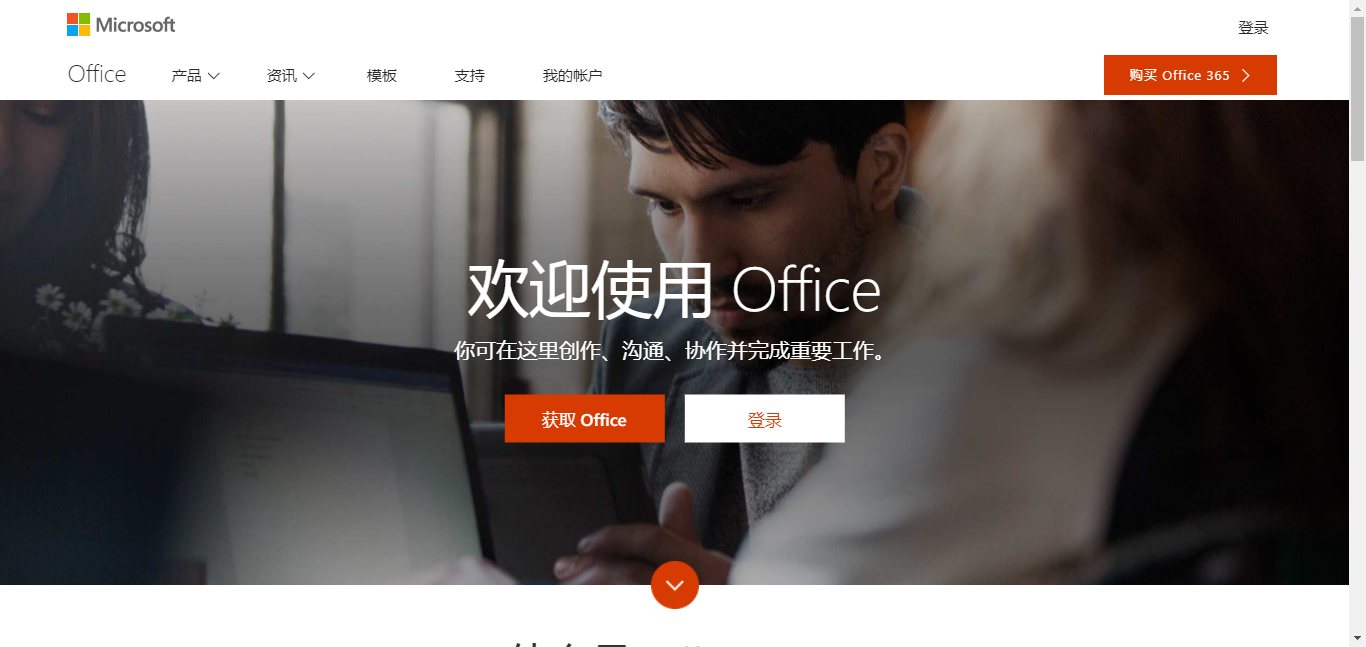 Microsoft
登录
Office
产品
资讯
模板
支持
我的帐户
购买 Office 365
欢迎使用 Office
你可在这里创作、沟通、协作并完成重要工作。
获取 Office
登录